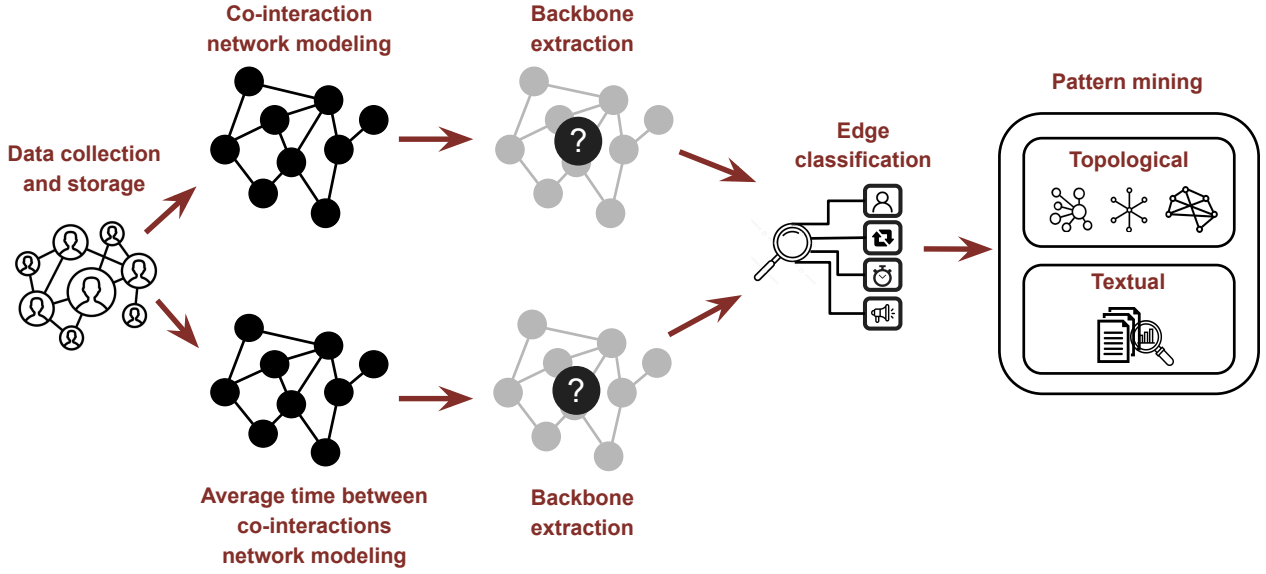 Co-interaction
network modeling
Backbone
extraction
Pattern mining
Data collection
and storage
?
Edge
classification
Topological
Textual
?
Average time between
co-interactions
network modeling
Backbone
extraction